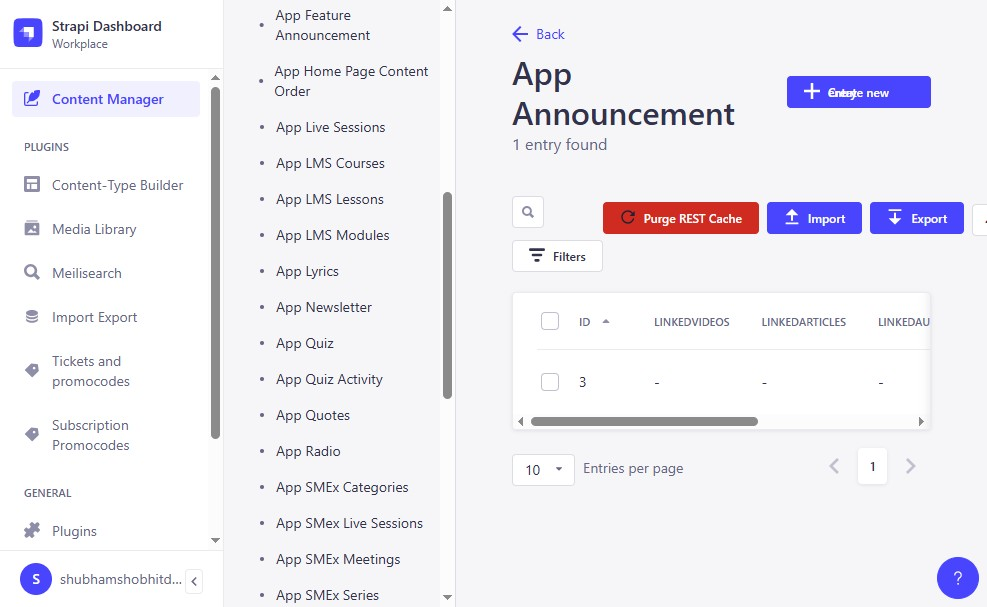 Strapi Dashboard
Workplace
Content Manager
PLUGINS
Content-Type Builder
Media Library
Meilisearch
Import Export
Tickets and
promocodes
Subscription
Promocodes
GENERAL
Plugins
S
shubhamshobhitd...
App Feature
Announcement
App Home Page Content
Order
App Live Sessions
App LMS Courses
App LMS Lessons
App LMS Modules
App Lyrics
App Newsletter
App Quiz
App Quiz Activity
App Quotes
App Radio
App SMEx Categories
App SMex Live Sessions
App SMEx Meetings
App SMEx Series
Back
App
Announcement
1 entry found
new
Purge REST Cache
Import
Export
Filters
ID
LINKEDVIDEOS
LINKEDARTICLES
LINKEDAU
3
-
-
-
10
Entries per page
1
?